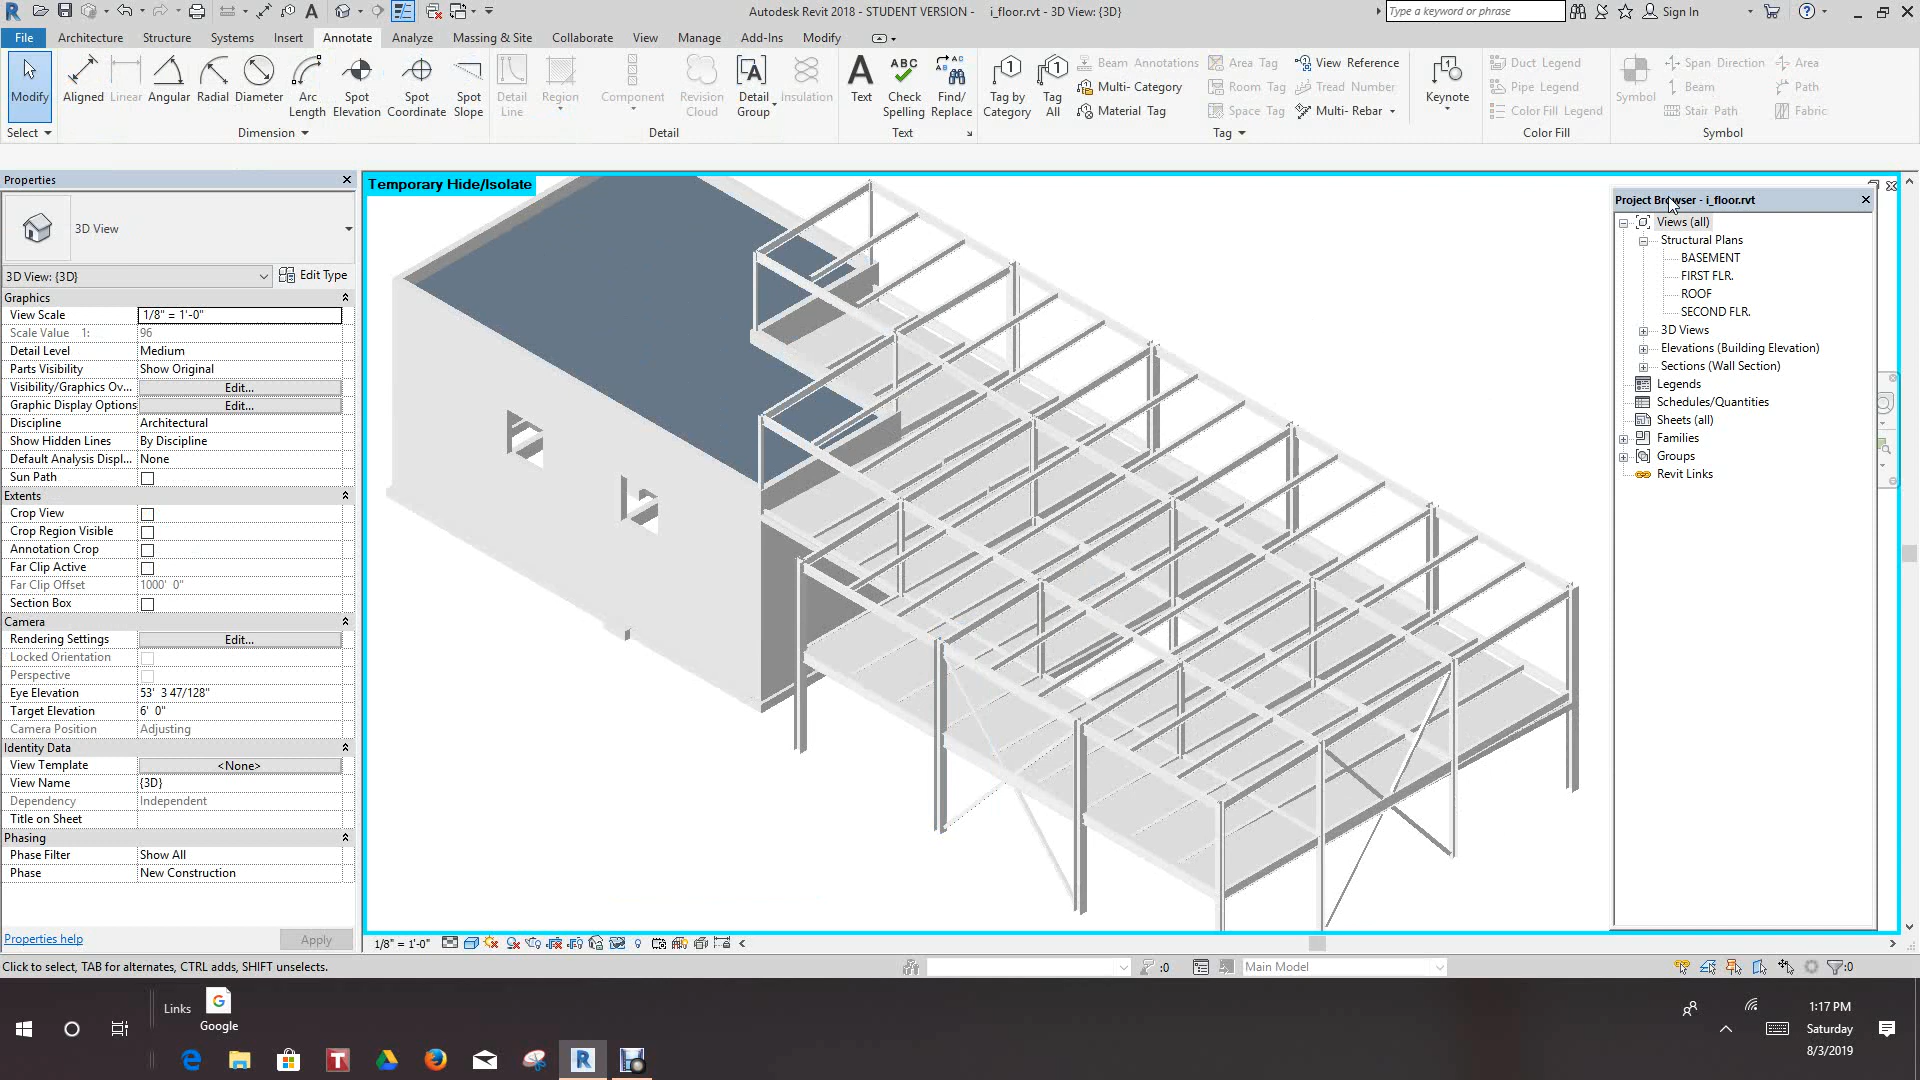 Autodesk Revit 2018 - STUDENT VERSION - i_floor.rvt - 3D View: {3D}
Type a keyword or phrase
Sign In
File Architecture Structure Systems Insert Annotate Analyze Massing & Site Collaborate View Manage Add-Ins Modify
Modify
Select
Aligned Linear Angular Radial Diameter Arc Length Spot Elevation Spot Coordinate Spot Slope
Dimension
Detail Line Region Component Revision Cloud Detail Group Insulation
Detail
ABC
A Text Check Spelling Find/ Replace
Text
Tag by Category Tag All Beam Annotations Multi- Category Material Tag Area Tag Room Tag Space Tag View Reference Tread Number Multi- Rebar
Tag
Keynote
Duct Legend Pipe Legend Color Fill Legend
Color Fill
Symbol Span Direction Beam Stair Path Area Path Fabric
Symbol
Properties
3D View
3D View: {3D} Edit Type
Graphics
View Scale 1/8" = 1'-0"
Scale Value 1: 96
Detail Level Medium
Parts Visibility Show Original
Visibility/Graphics Ov... Edit...
Graphic Display Options Edit...
Discipline Architectural
Show Hidden Lines By Discipline
Default Analysis Displ... None
Sun Path
Extents
Crop View
Crop Region Visible
Annotation Crop
Far Clip Active
Far Clip Offset 1000' 0"
Section Box
Camera
Rendering Settings Edit...
Locked Orientation
Perspective
Eye Elevation 53' 3 47/128"
Target Elevation 6' 0"
Camera Position Adjusting
Identity Data
View Template <None>
View Name {3D}
Dependency Independent
Title on Sheet
Phasing
Phase Filter Show All
Phase New Construction
Properties help Apply
Temporary Hide/Isolate
Project Browser - i_floor.rvt
Views (all)
Structural Plans
BASEMENT
FIRST FLR.
ROOF
SECOND FLR.
3D Views
Elevations (Building Elevation)
Sections (Wall Section)
Legends
Schedules/Quantities
Sheets (all)
Families
Groups
Revit Links
1/8" = 1'-0"
Click to select, TAB for alternates, CTRL adds, SHIFT unselects.
:0
Main Model
:0
Links
Google
1:17 PM
Saturday
8/3/2019